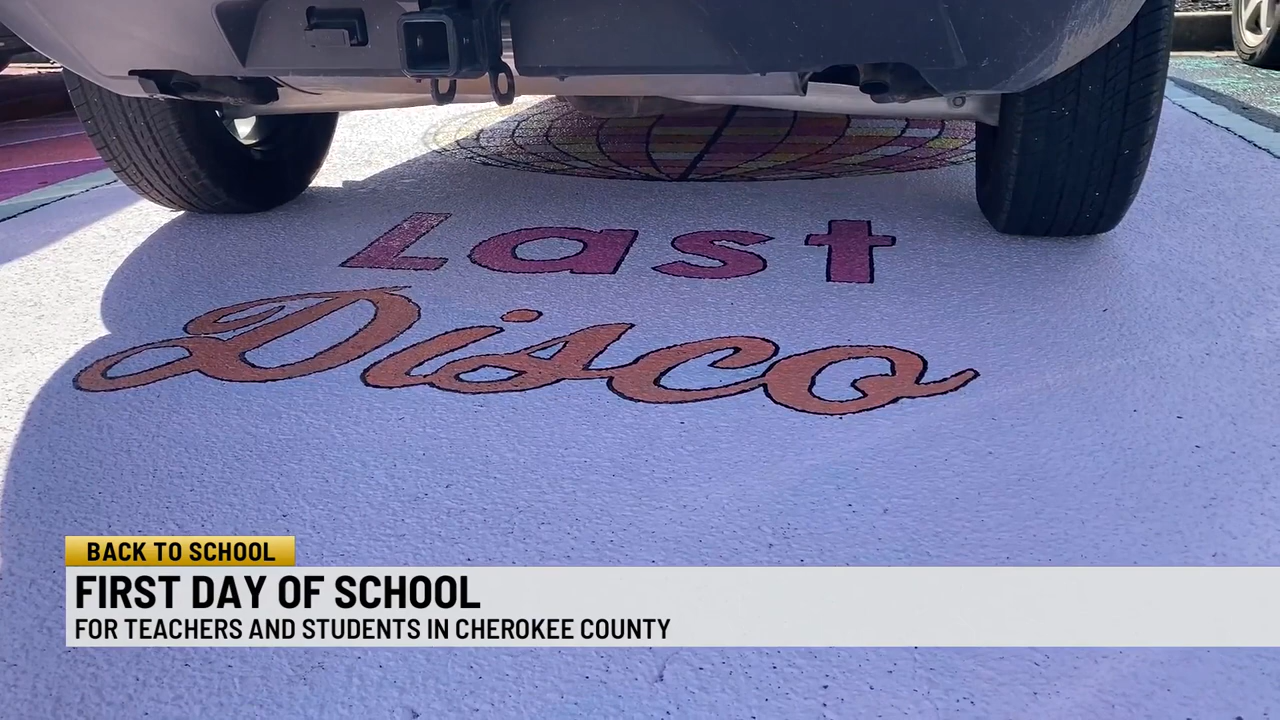 Last
Disco
BACK TO SCHOOL
FIRST DAY OF SCHOOL
FOR TEACHERS AND STUDENTS IN CHEROKEE COUNTY